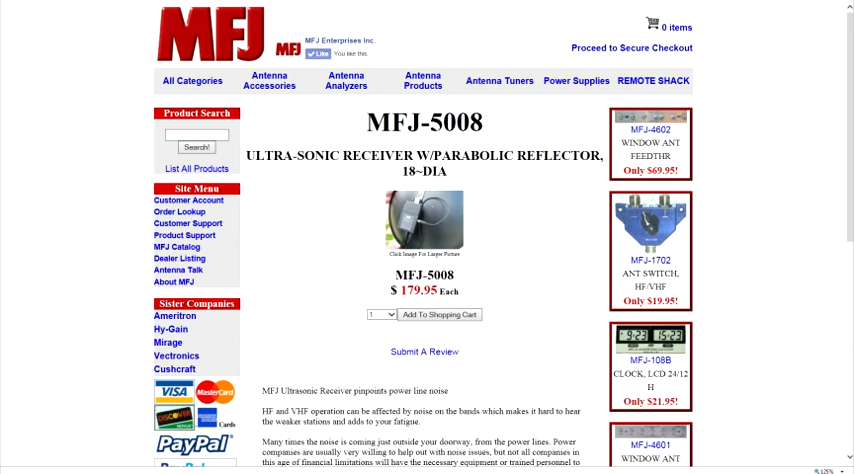 MFJ
MFJ
MFJ Enterprises Inc.
Like
You like this
0 items
Proceed to Secure Checkout
All Categories
Antenna Accessories
Antenna Analyzers
Antenna Products
Antenna Tuners
Power Supplies
REMOTE SHACK
Product Search
Search!
List All Products
Site Menu
Customer Account
Order Lookup
Customer Support
Product Support
MFJ Catalog
Dealer Listing
Antenna Talk
About MFJ
Sister Companies
Ameritron
Hy-Gain
Mirage
Vectronics
Cushcraft
VISA
MasterCard
DISCOVER
Cards
PayPal
MFJ-5008
ULTRA-SONIC RECEIVER W/PARABOLIC REFLECTOR,
18~DIA
Click Image For Larger Picture
MFJ-5008
$ 179.95 Each
1
Add To Shopping Cart
Submit A Review
MFJ Ultrasonic Receiver pinpoints power line noise
HF and VHF operation can be affected by noise on the bands which makes it hard to hear
the weaker stations and adds to your fatigue.
Many times the noise is coming just outside your doorway, from the power lines. Power
companies are usually very willing to help out with noise issues, but not all companies in
this age of financial limitations will have the necessary equipment or trained personnel to
MFJ-4602
WINDOW ANT
FEEDTHR
Only $69.95!
MFJ-1702
ANT SWITCH,
HF/VHF
Only $19.95!
9:23
15:23
MFJ-108B
CLOCK, LCD 24/12
H
Only $21.95!
MFJ-4601
WINDOW ANT
125%